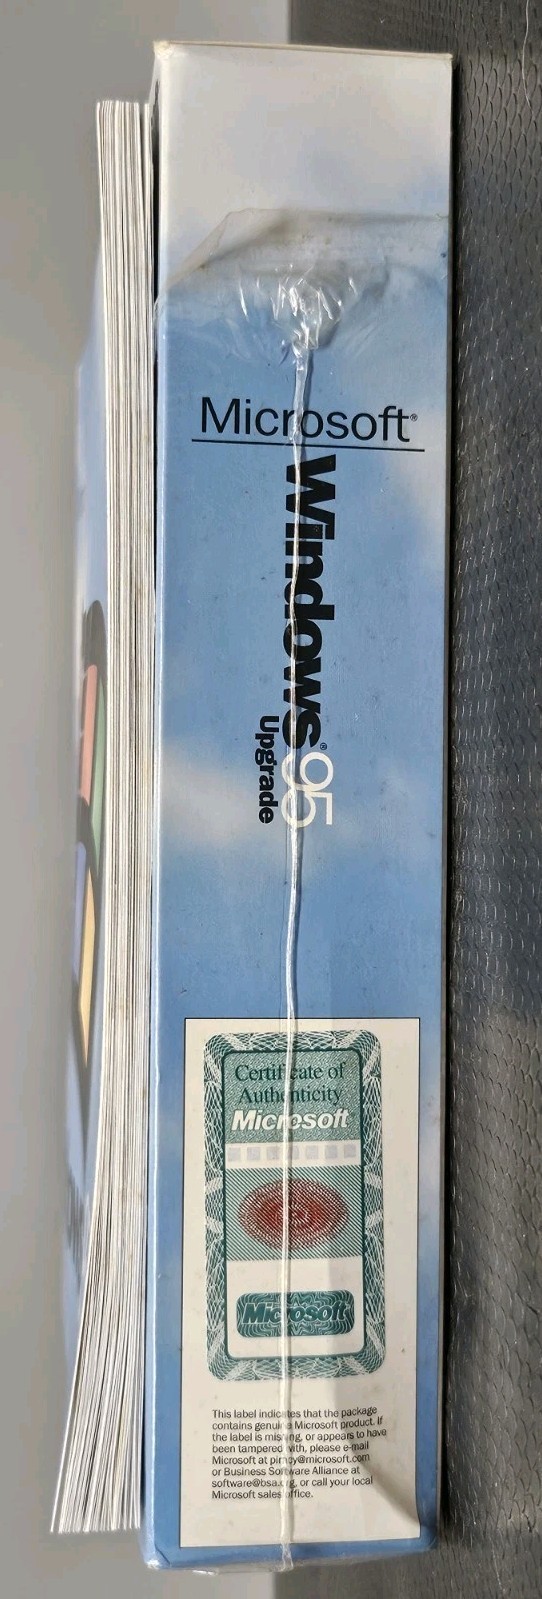 Microsoft®
Windows®95
Upgrade
Certificate of
Authenticity
Microsoft®
Microsoft
This label indicates that the package
contains genuine Microsoft product. If
the label is missing, or appears to have
been tampered with, please e-mail
Microsoft at piracy@microsoft.com
or Business Software Alliance at
software@bsa.org, or call your local
Microsoft sales office.